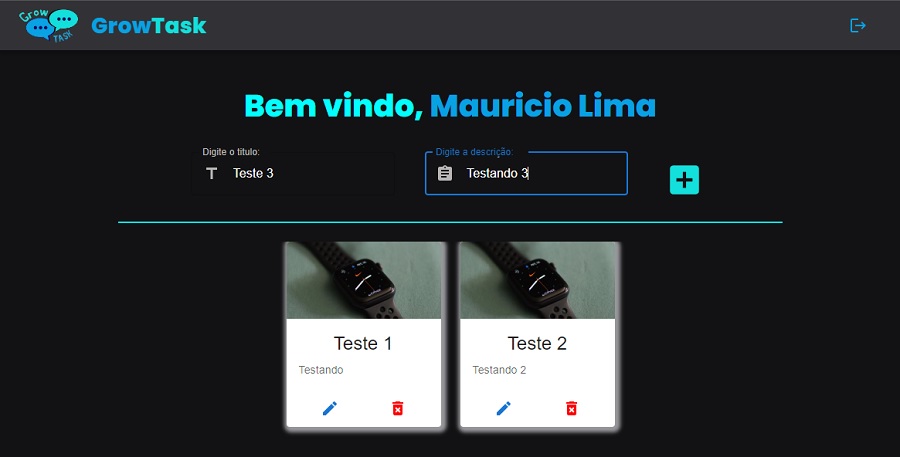 Grow
TASK
GrowTask
Bem vindo, Mauricio Lima
Digite o título:
Digite a descrição:
Teste 3
Testando 3
Teste 1
Teste 2
Testando
Testando 2